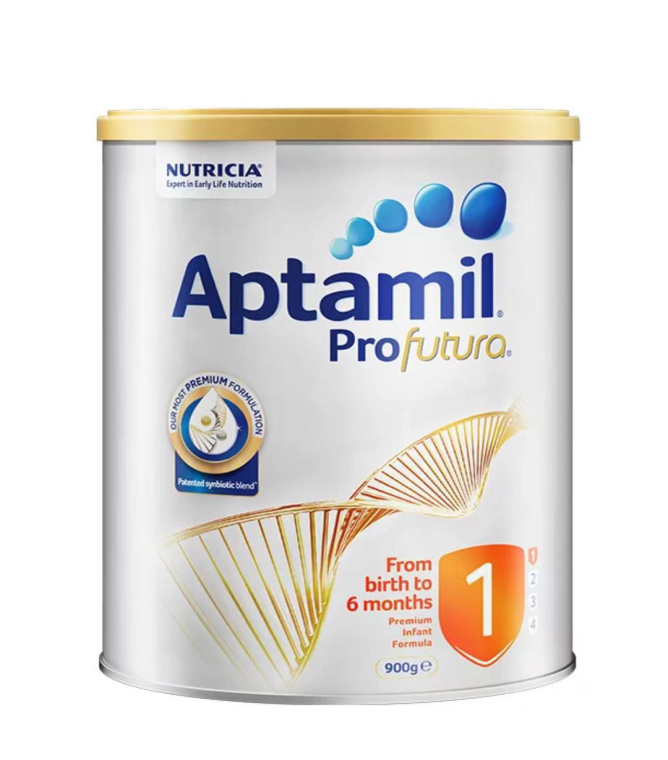 NUTRICIA®
Expert in Early Life Nutrition
Aptamil®
Profutura®
OUR MOST PREMIUM FORMULATION
Patented synbiotic blend™
From
birth to
6 months
Premium
Infant
Formula
1
1
2
3
4
900g ℮